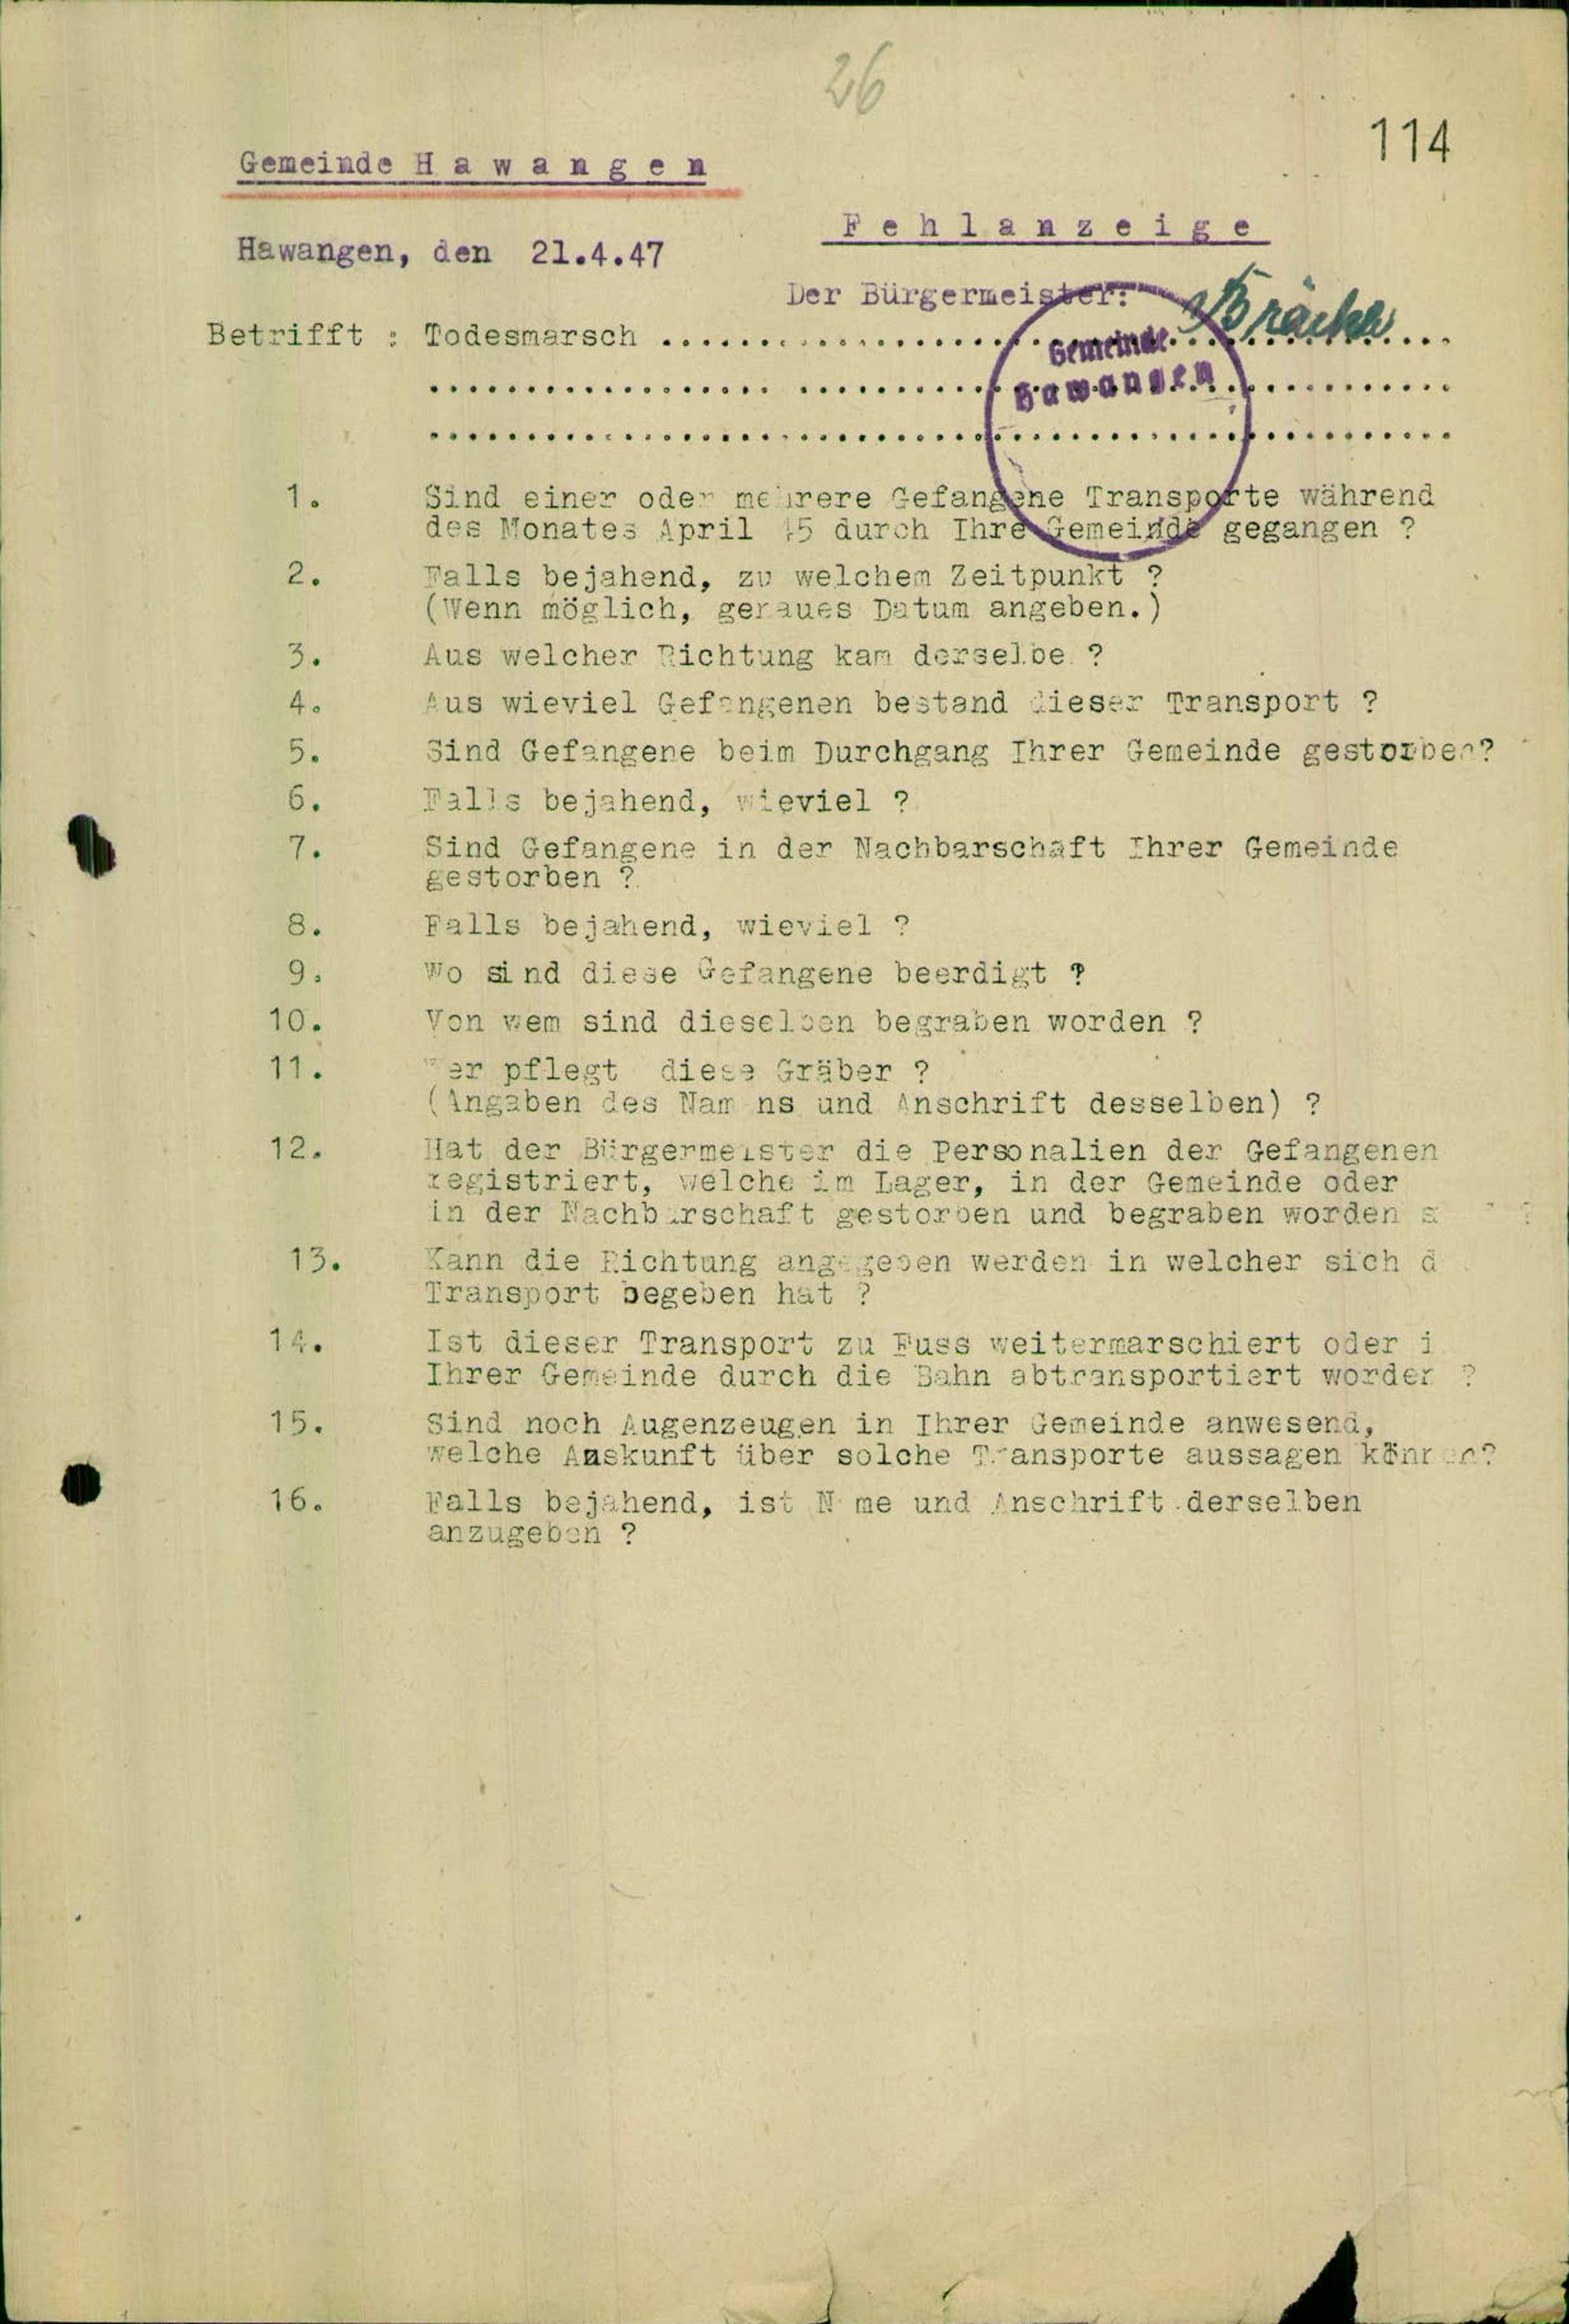 26
114
Gemeinde H a w a n g e n
F e h l a n z e i g e
Hawangen, den 21.4.47
Der Bürgermeister:
Gemeinde
Hawangen
Betrifft : Todesmarsch ........................................
.....................................................
.....................................................
1. Sind einer oder mehrere Gefangene Transporte während
des Monates April 45 durch Ihre Gemeinde gegangen ?
2. Falls bejahend, zu welchem Zeitpunkt ?
(Wenn möglich, genaues Datum angeben.)
3. Aus welcher Richtung kam derselbe ?
4. Aus wieviel Gefangenen bestand dieser Transport ?
5. Sind Gefangene beim Durchgang Ihrer Gemeinde gestorben?
6. Falls bejahend, wieviel ?
7. Sind Gefangene in der Nachbarschaft Ihrer Gemeinde
gestorben ?
8. Falls bejahend, wieviel ?
9. Wo sind diese Gefangene beerdigt ?
10. Von wem sind dieselben begraben worden ?
11. Wer pflegt diese Gräber ?
(Angaben des Namens und Anschrift desselben) ?
12. Hat der Bürgermeister die Personalien der Gefangenen
registriert, welche im Lager, in der Gemeinde oder
in der Nachbarschaft gestorben und begraben worden
13. Kann die Richtung angegeben werden in welcher sich
Transport begeben hat ?
14. Ist dieser Transport zu Fuss weitermarschiert oder
Ihrer Gemeinde durch die Bahn abtransportiert worden ?
15. Sind noch Augenzeugen in Ihrer Gemeinde anwesend,
welche Auskunft über solche Transporte aussagen können?
16. Falls bejahend, ist Name und Anschrift derselben
anzugeben ?